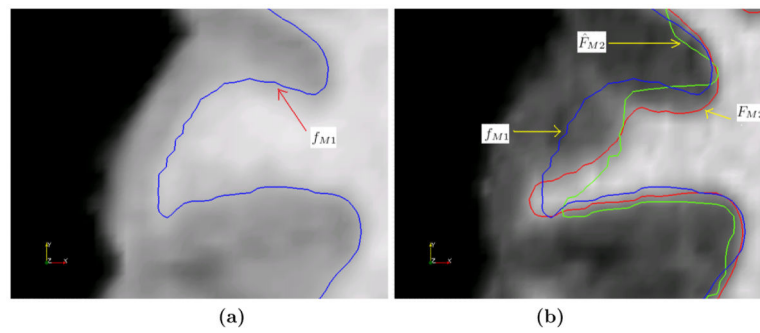 f_{M1}
Y
Z X
(a)
\hat{F}_{M2}
f_{M1}
F_{M2}
Y
Z X
(b)